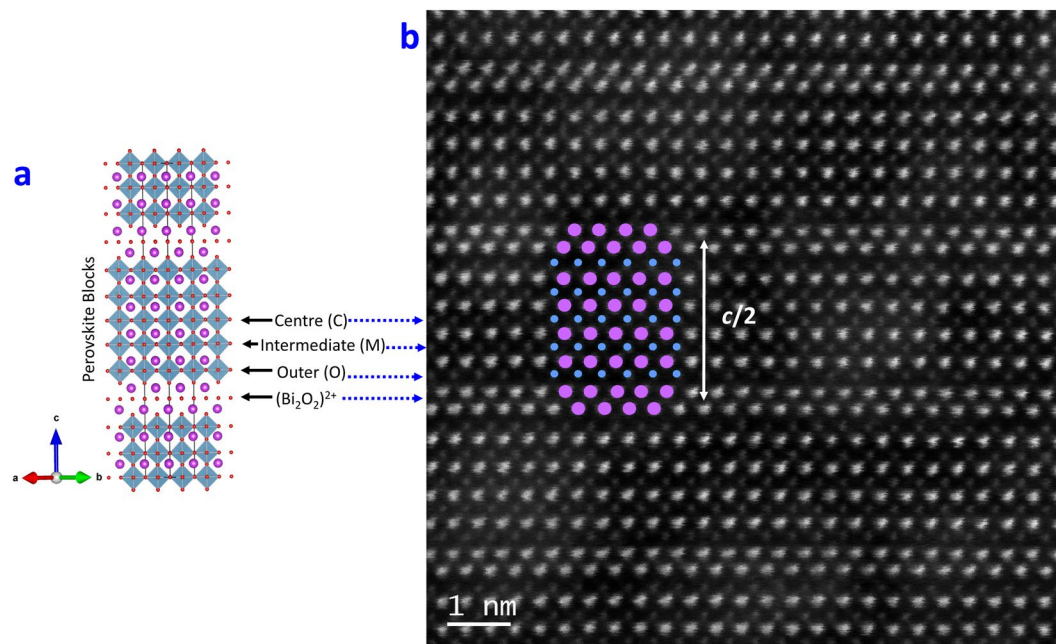 a
b
Perovskite Blocks
Centre (C)
Intermediate (M)
Outer (O)
(Bi₂O₂)²⁺
c
a
b
c/2
1 nm